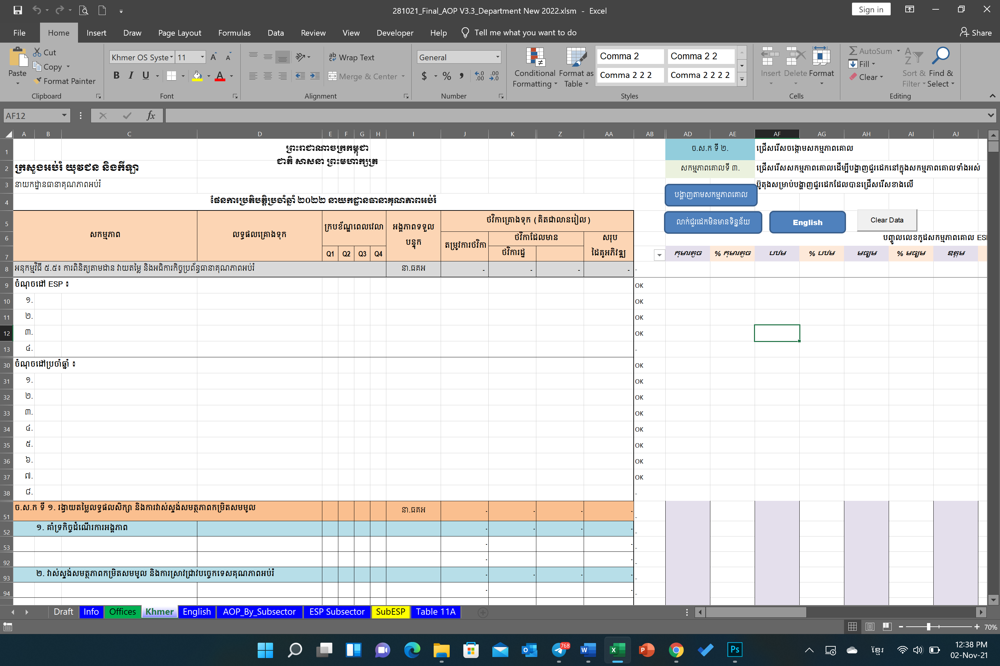 281021_Final_AOP V3.3_Department New 2022.xlsm - Excel
Sign in
File Home Insert Draw Page Layout Formulas Data Review View Developer Help Tell me what you want to do Share
Paste Cut Copy Format Painter Clipboard
Khmer OS Syste 11 B I U Font
Wrap Text Merge & Center Alignment
General $ % Number
Conditional Formatting Format as Table Comma 2 Comma 2 2 Comma 2 2 2 Comma 2 2 2 2 Styles
Insert Delete Format Cells
AutoSum Fill Clear Sort & Filter Find & Select Editing
AF12 fx
A B C D E F G H I J K Z AA AB AD AE AF AG AH AI AJ
1 ព្រះរាជាណាចក្រកម្ពុជា ច.ស.ក ទី ២. ជ្រើសរើសចង្កោមសកម្មភាពគោល
ជាតិ សាសនា ព្រះមហាក្សត្រ
2 ក្រសួងអប់រំ យុវជន និងកីឡា សកម្មភាពគោលទី ៣. ជ្រើសរើសសកម្មភាពគោលដើម្បីបង្ហាញជួរដេកនៅក្នុងសកម្មភាពគោលទាំងអស់
3 នាយកដ្ឋានធានាគុណភាពអប់រំ ប៊ូតុងសម្រាប់បង្ហាញជួរដេកដែលបានជ្រើសរើសខាងលើ
4 ផែនការប្រតិបត្តិប្រចាំឆ្នាំ ២០២២ នាយកដ្ឋានធានាគុណភាពអប់រំ បង្ហាញតាមសកម្មភាពគោល
5 សកម្មភាព លទ្ធផលគ្រោងទុក ក្របខ័ណ្ឌពេលវេលា អង្គភាពទទួលបន្ទុក ថវិកាគ្រោងទុក (គិតជាលានរៀល) លាក់ជួរដេកមិនមានទិន្នន័យ English Clear Data
6 តម្រូវការថវិកា ថវិកាដែលមាន សរុប បញ្ចូលលេខកូដសកម្មភាពគោល ESP
7 Q1 Q2 Q3 Q4 ថវិការដ្ឋ ដៃគូអភិវឌ្ឍ កុមារតូច % កុមារតូច បឋម % បឋម មធ្យម % មធ្យម ឧត្តម
8 អនុកម្មវិធី ៥.៥៖ ការពិនិត្យតាមដាន វាយតម្លៃ និងអធិការកិច្ចប្រព័ន្ធធានាគុណភាពអប់រំ នា.ធគអ - - - - -
9 ចំណុចដៅ ESP ៖ OK
10 ១. OK
11 ២. OK
12 ៣. OK
13 ៤. -
30 ចំណុចដៅប្រចាំឆ្នាំ ៖ OK
31 ១. OK
32 ២. OK
33 ៣. OK
34 ៤. OK
35 ៥. OK
36 ៦. OK
37 ៧. OK
38 ៨. -
51 ច.ស.ក ទី ១. រង្វាយតម្លៃលទ្ធផលសិក្សា និងការវាស់ស្ទង់សមត្ថភាពកម្រិតសមមូល នា.ធគអ - - - - -
52 ១. គាំទ្រកិច្ចដំណើរការអង្គភាព - - - - -
53 - - -
92 - - -
93 ២. វាស់ស្ទង់សមត្ថភាពកម្រិតសមមូល និងការស្រាវជ្រាវបច្ចេកទេសគុណភាពអប់រំ - - - - -
94 - - -
Draft Info Offices Khmer English AOP_By_Subsector ESP Subsector SubESP Table 11A
70%
768
Ps
ខ្មែរ
12:38 PM
02-Nov-21